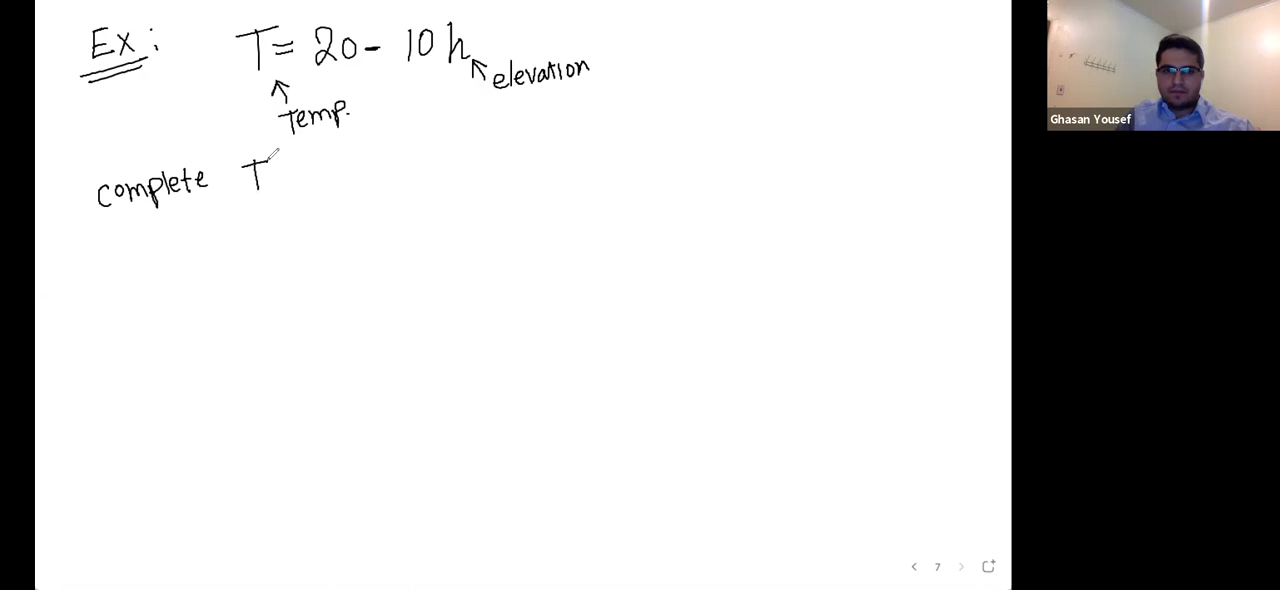 Ex: T = 20 - 10 h
elevation
Temp.
complete T
Ghasan Yousef
7